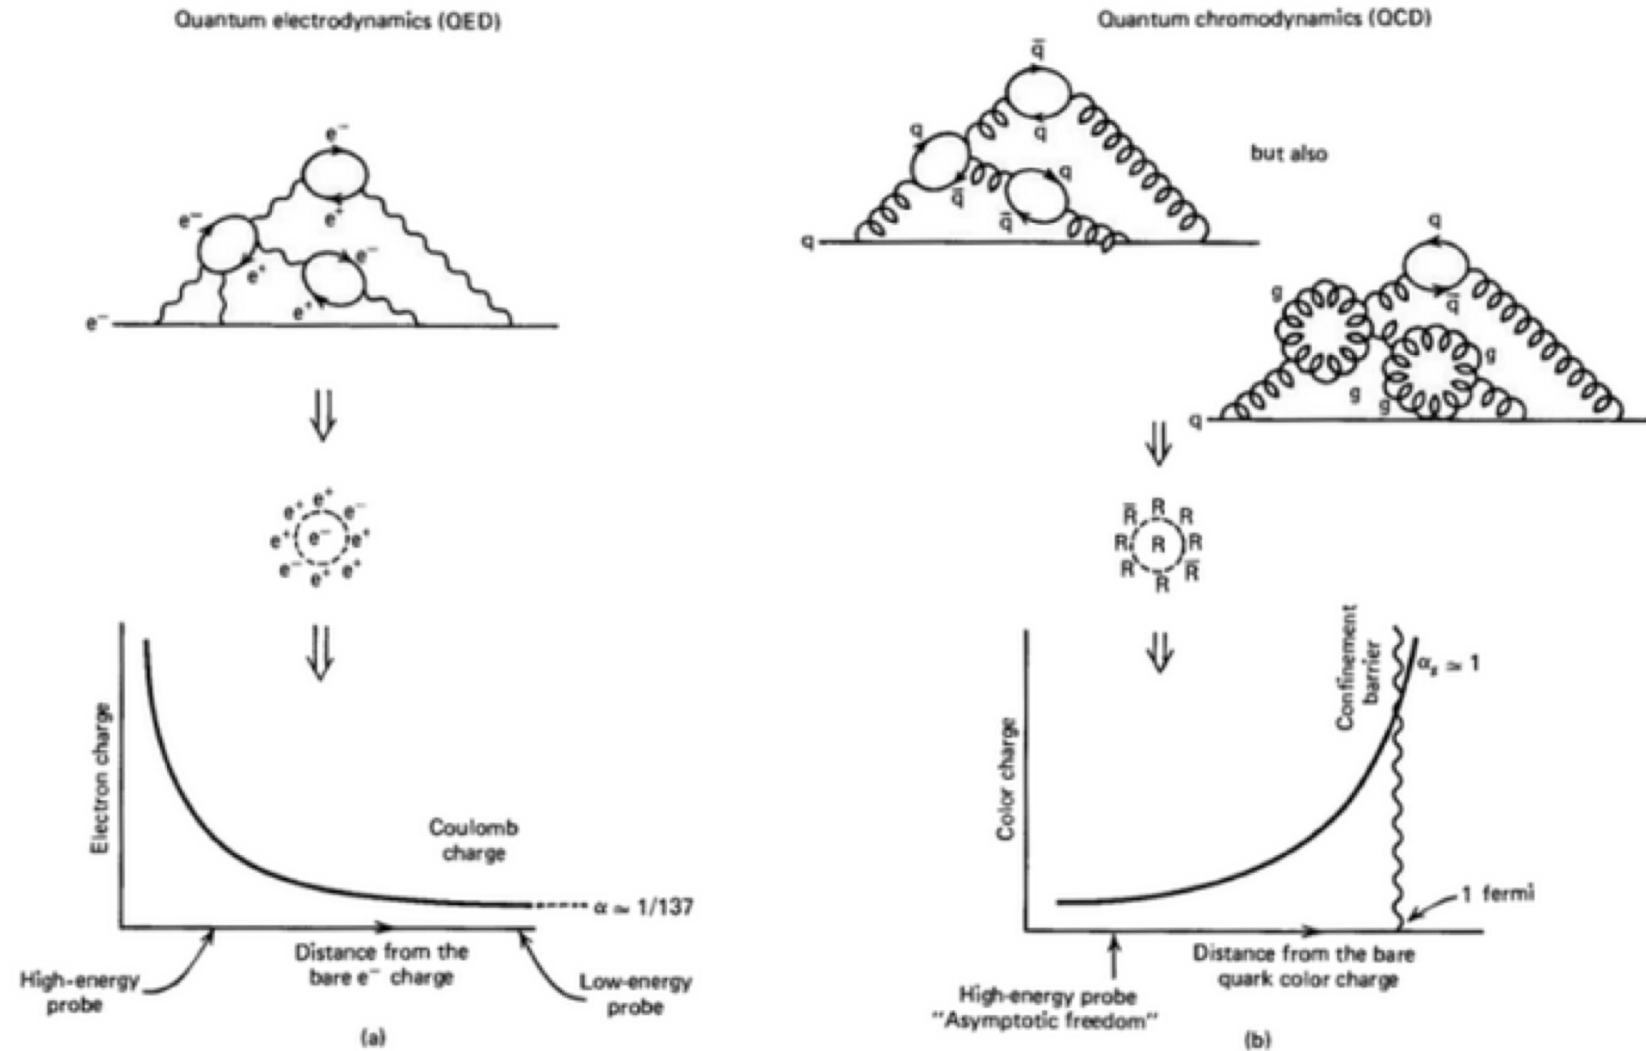 Quantum electrodynamics (QED)
e⁻
e⁻
e⁺
e⁺
e⁻
e⁺
e⁻
e⁺ e⁺ e⁻
e⁺ e⁻ e⁺
e⁻ e⁺ e⁺
Electron charge
Coulomb
charge
α ≃ 1/137
Distance from the
bare e⁻ charge
High-energy
probe
Low-energy
probe
(a)
Quantum chromodynamics (QCD)
q̄
q
q
q̄
q
q̄
q
but also
q
q̄
g
g
g
g
q
R̄ R R
R R R
R R R̄
Color charge
Confinement
barrier
αs ≃ 1
1 fermi
Distance from the bare
quark color charge
High-energy probe
"Asymptotic freedom"
(b)